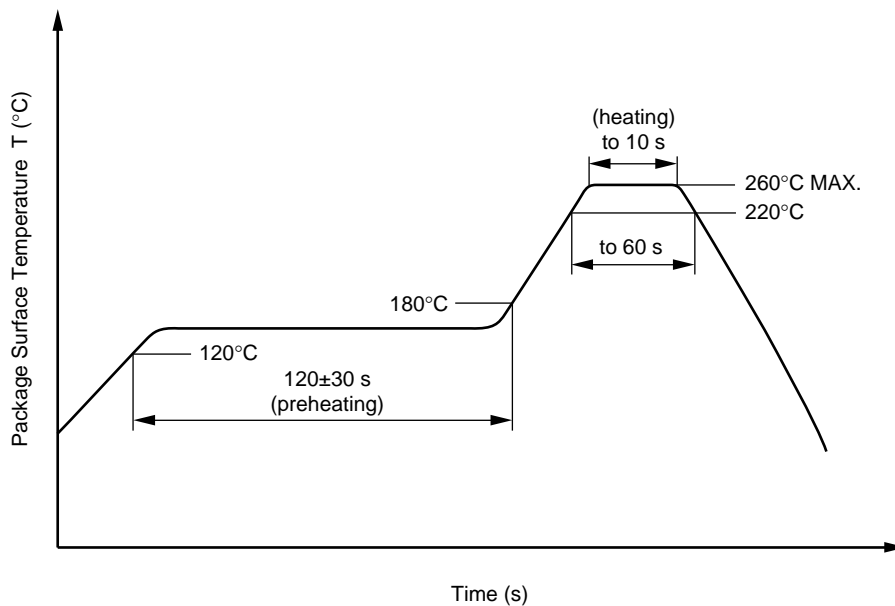 Package Surface Temperature T (°C)
(heating)
to 10 s
260°C MAX.
220°C
to 60 s
180°C
120°C
120±30 s
(preheating)
Time (s)